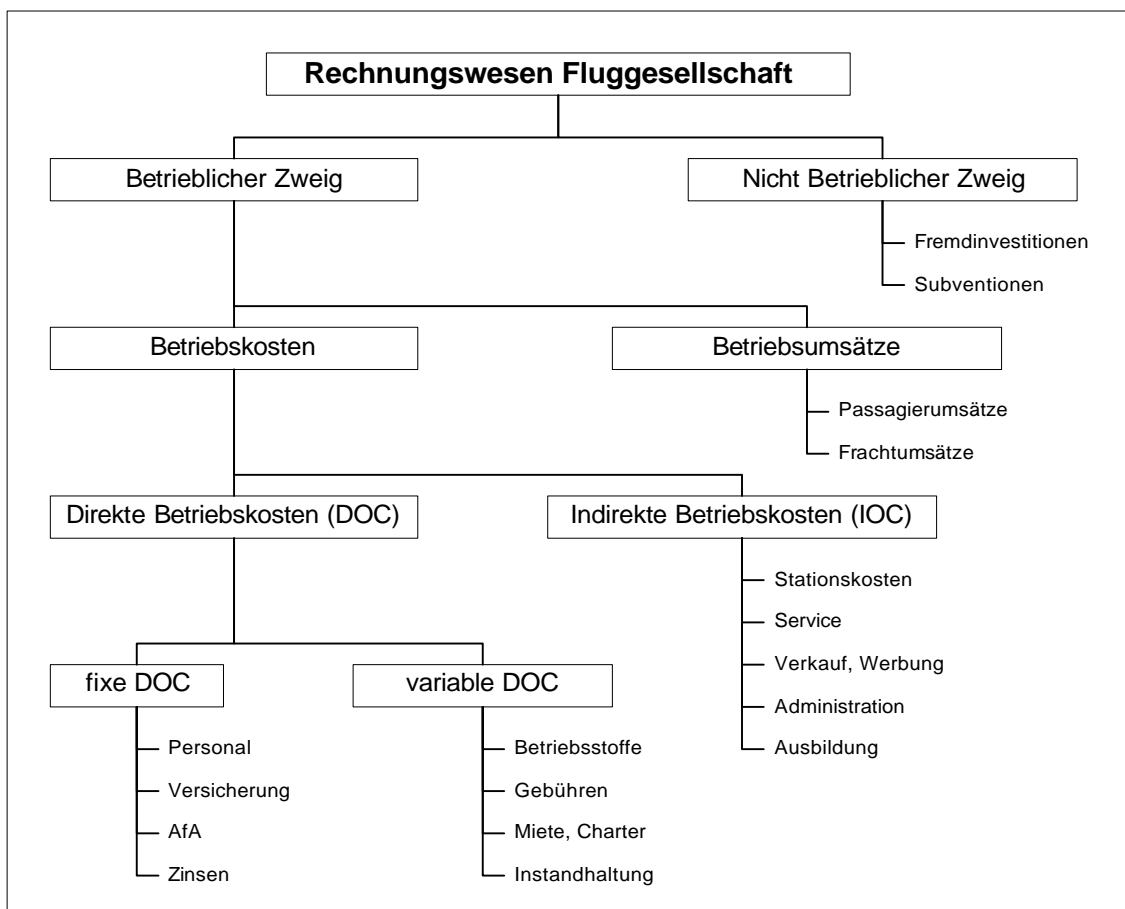 Rechnungswesen Fluggesellschaft
Betrieblicher Zweig
Nicht Betrieblicher Zweig
Fremdinvestitionen
Subventionen
Betriebskosten
Betriebsumsätze
Passagierumsätze
Frachtumsätze
Direkte Betriebskosten (DOC)
Indirekte Betriebskosten (IOC)
Stationskosten
Service
Verkauf, Werbung
Administration
Ausbildung
fixe DOC
variable DOC
Personal
Versicherung
AfA
Zinsen
Betriebsstoffe
Gebühren
Miete, Charter
Instandhaltung